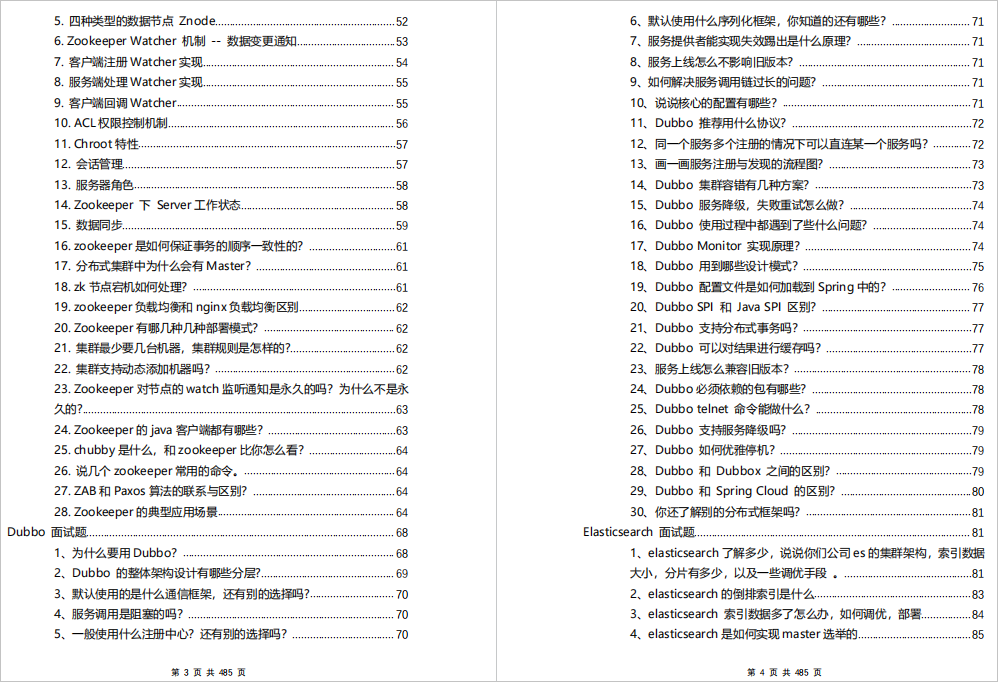 5. 四种类型的数据节点 Znode............52
6. Zookeeper Watcher 机制 -- 数据变更通知............53
7. 客户端注册 Watcher 实现............54
8. 服务端处理 Watcher 实现............55
9. 客户端回调 Watcher............55
10. ACL 权限控制机制............56
11. Chroot 特性............57
12. 会话管理............57
13. 服务器角色............58
14. Zookeeper 下 Server 工作状态............58
15. 数据同步............59
16. zookeeper 是如何保证事务的顺序一致性的？............61
17. 分布式集群中为什么会有 Master？............61
18. zk 节点宕机如何处理？............61
19. zookeeper 负载均衡和 nginx 负载均衡区别............62
20. Zookeeper 有哪几种几种部署模式？............62
21. 集群最少要几台机器，集群规则是怎样的?............62
22. 集群支持动态添加机器吗？............62
23. Zookeeper 对节点的 watch 监听通知是永久的吗？为什么不是永
久的?............63
24. Zookeeper 的 java 客户端都有哪些？............63
25. chubby 是什么，和 zookeeper 比你怎么看？............64
26. 说几个 zookeeper 常用的命令。............64
27. ZAB 和 Paxos 算法的联系与区别？............64
28. Zookeeper 的典型应用场景............64
Dubbo 面试题............68
1、为什么要用 Dubbo？............68
2、Dubbo 的整体架构设计有哪些分层?............69
3、默认使用的是什么通信框架，还有别的选择吗?............70
4、服务调用是阻塞的吗？............70
5、一般使用什么注册中心？还有别的选择吗？............70
第 3 页 共 485 页
6、默认使用什么序列化框架，你知道的还有哪些？............71
7、服务提供者能实现失效踢出是什么原理？............71
8、服务上线怎么不影响旧版本？............71
9、如何解决服务调用链过长的问题？............71
10、说说核心的配置有哪些？............71
11、Dubbo 推荐用什么协议？............72
12、同一个服务多个注册的情况下可以直连某一个服务吗？............72
13、画一画服务注册与发现的流程图？............73
14、Dubbo 集群容错有几种方案？............73
15、Dubbo 服务降级，失败重试怎么做？............74
16、Dubbo 使用过程中都遇到了些什么问题？............74
17、Dubbo Monitor 实现原理？............74
18、Dubbo 用到哪些设计模式？............75
19、Dubbo 配置文件是如何加载到 Spring 中的？............76
20、Dubbo SPI 和 Java SPI 区别？............77
21、Dubbo 支持分布式事务吗？............77
22、Dubbo 可以对结果进行缓存吗？............77
23、服务上线怎么兼容旧版本？............78
24、Dubbo 必须依赖的包有哪些？............78
25、Dubbo telnet 命令能做什么？............78
26、Dubbo 支持服务降级吗？............79
27、Dubbo 如何优雅停机？............79
28、Dubbo 和 Dubbox 之间的区别？............79
29、Dubbo 和 Spring Cloud 的区别？............80
30、你还了解别的分布式框架吗？............81
Elasticsearch 面试题............81
1、elasticsearch 了解多少，说说你们公司 es 的集群架构，索引数据
大小，分片有多少，以及一些调优手段 。............81
2、elasticsearch 的倒排索引是什么............83
3、elasticsearch 索引数据多了怎么办，如何调优，部署............84
4、elasticsearch 是如何实现 master 选举的............85
第 4 页 共 485 页